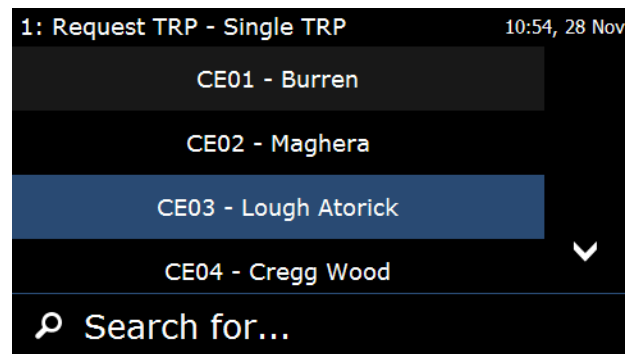 1: Request TRP - Single TRP 10:54, 28 Nov
CE01 - Burren
CE02 - Maghera
CE03 - Lough Atorick
CE04 - Cregg Wood
Search for...